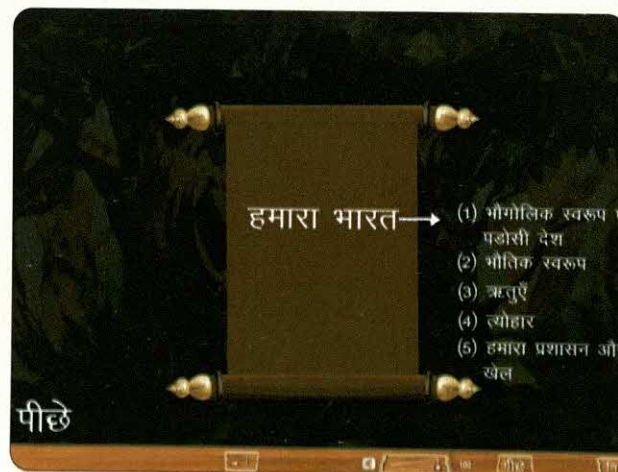 हमारा भारत
(1) भौगोलिक स्वरूप
पडोसी देश
(2) भौतिक स्वरूप
(3) ऋतुएँ
(4) त्योहार
(5) हमारा प्रशासन
खेल
पीछे